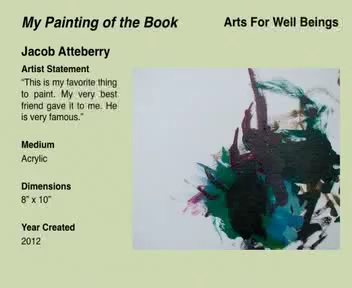 My Painting of the Book
Arts For Well Beings
Jacob Atteberry
Artist Statement
“This is my favorite thing
to paint. My very best
friend gave it to me. He
is very famous.”
Medium
Acrylic
Dimensions
8” x 10”
Year Created
2012